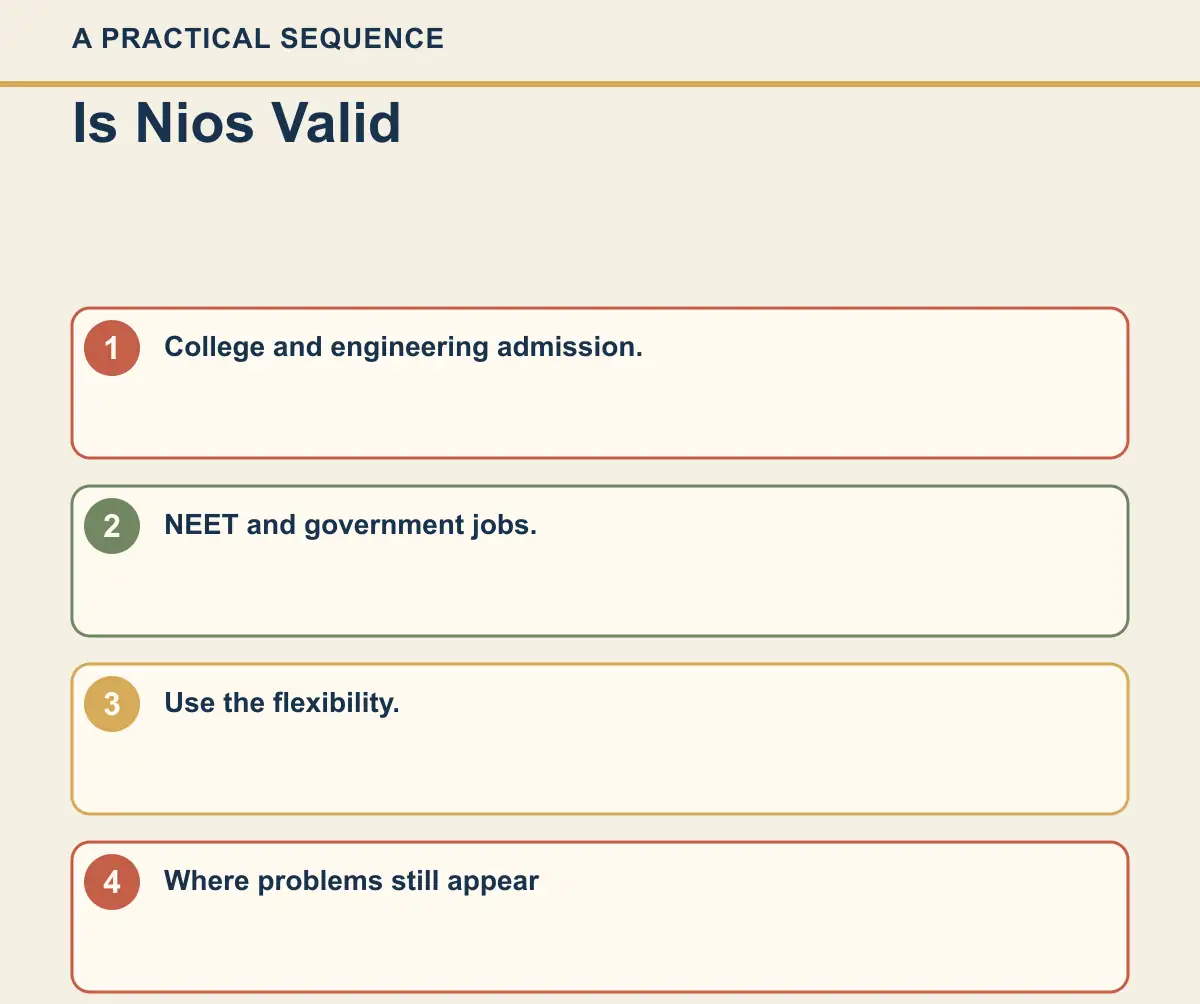 A PRACTICAL SEQUENCE
Is Nios Valid
1 College and engineering admission.
2 NEET and government jobs.
3 Use the flexibility.
4 Where problems still appear